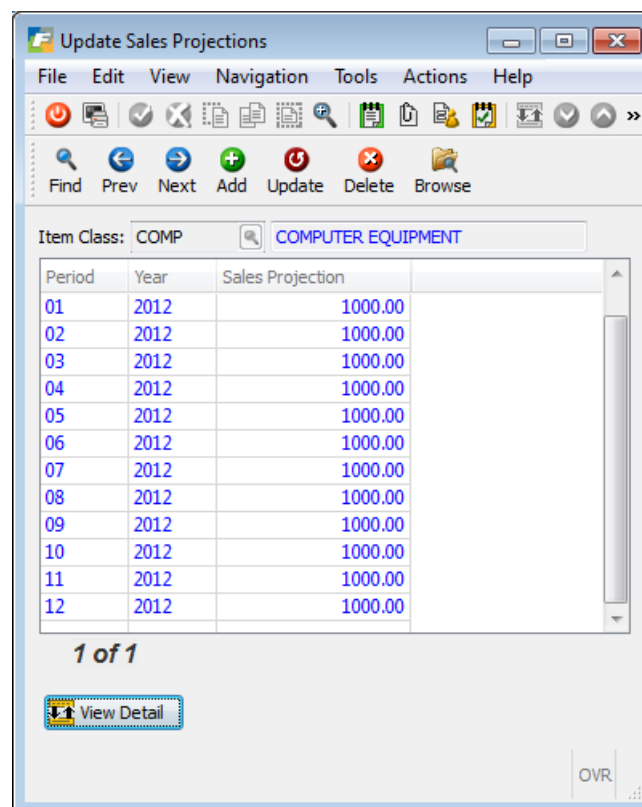 Update Sales Projections
File Edit View Navigation Tools Actions Help
»
Find Prev Next Add Update Delete Browse
Item Class: COMP COMPUTER EQUIPMENT
Period Year Sales Projection
01 2012 1000.00
02 2012 1000.00
03 2012 1000.00
04 2012 1000.00
05 2012 1000.00
06 2012 1000.00
07 2012 1000.00
08 2012 1000.00
09 2012 1000.00
10 2012 1000.00
11 2012 1000.00
12 2012 1000.00
1 of 1
View Detail
OVR